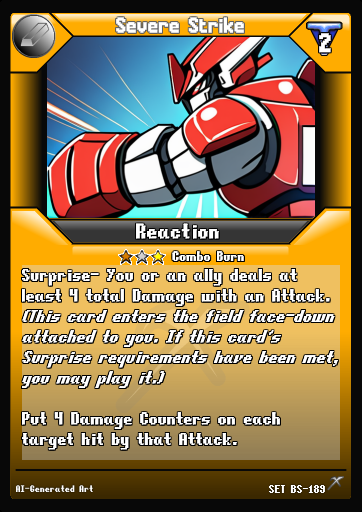 Severe Strike
2
Reaction
Combo Burn
Surprise- You or an ally deals at
least 4 total Damage with an Attack.
(This card enters the field face-down
attached to you. If this card's
Surprise requirements have been met,
you may play it.)
Put 4 Damage Counters on each
target hit by that Attack.
AI-Generated Art
SET BS-189